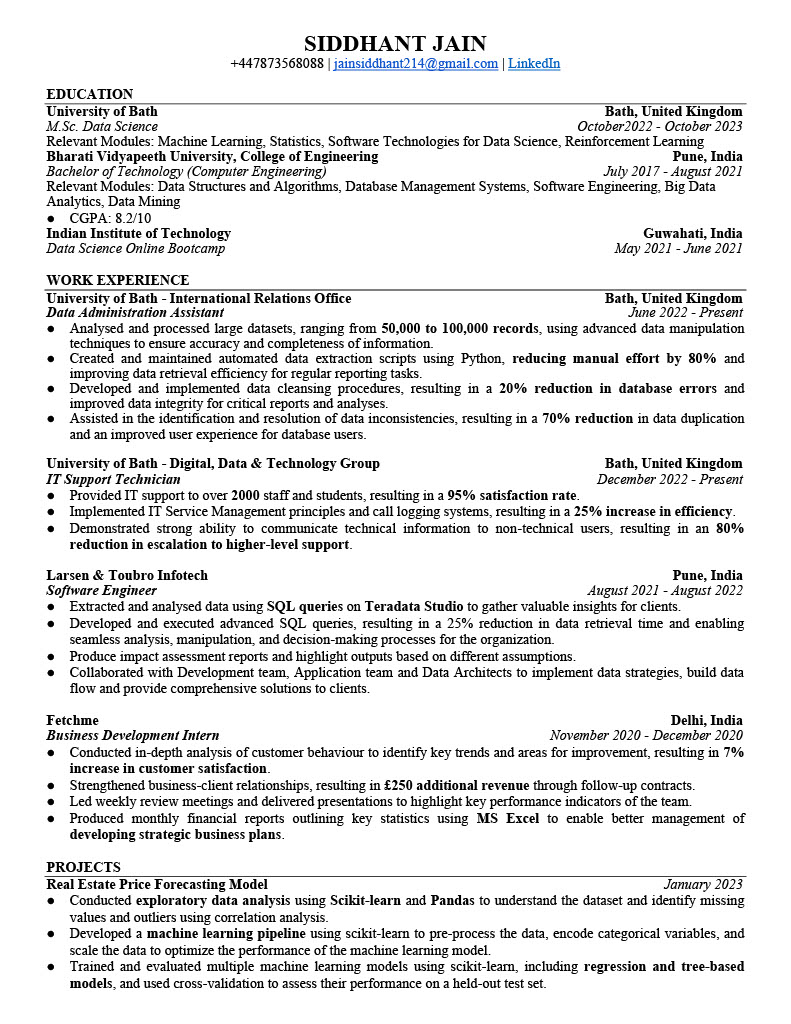 SIDDHANT JAIN
+447873568088 | jainsiddhant214@gmail.com | LinkedIn
EDUCATION
University of Bath Bath, United Kingdom
M.Sc. Data Science October2022 - October 2023
Relevant Modules: Machine Learning, Statistics, Software Technologies for Data Science, Reinforcement Learning
Bharati Vidyapeeth University, College of Engineering Pune, India
Bachelor of Technology (Computer Engineering) July 2017 - August 2021
Relevant Modules: Data Structures and Algorithms, Database Management Systems, Software Engineering, Big Data
Analytics, Data Mining
● CGPA: 8.2/10
Indian Institute of Technology Guwahati, India
Data Science Online Bootcamp May 2021 - June 2021
WORK EXPERIENCE
University of Bath - International Relations Office Bath, United Kingdom
Data Administration Assistant June 2022 - Present
● Analysed and processed large datasets, ranging from 50,000 to 100,000 records, using advanced data manipulation
techniques to ensure accuracy and completeness of information.
● Created and maintained automated data extraction scripts using Python, reducing manual effort by 80% and
improving data retrieval efficiency for regular reporting tasks.
● Developed and implemented data cleansing procedures, resulting in a 20% reduction in database errors and
improved data integrity for critical reports and analyses.
● Assisted in the identification and resolution of data inconsistencies, resulting in a 70% reduction in data duplication
and an improved user experience for database users.
University of Bath - Digital, Data & Technology Group Bath, United Kingdom
IT Support Technician December 2022 - Present
● Provided IT support to over 2000 staff and students, resulting in a 95% satisfaction rate.
● Implemented IT Service Management principles and call logging systems, resulting in a 25% increase in efficiency.
● Demonstrated strong ability to communicate technical information to non-technical users, resulting in an 80%
reduction in escalation to higher-level support.
Larsen & Toubro Infotech Pune, India
Software Engineer August 2021 - August 2022
● Extracted and analysed data using SQL queries on Teradata Studio to gather valuable insights for clients.
● Developed and executed advanced SQL queries, resulting in a 25% reduction in data retrieval time and enabling
seamless analysis, manipulation, and decision-making processes for the organization.
● Produce impact assessment reports and highlight outputs based on different assumptions.
● Collaborated with Development team, Application team and Data Architects to implement data strategies, build data
flow and provide comprehensive solutions to clients.
Fetchme Delhi, India
Business Development Intern November 2020 - December 2020
● Conducted in-depth analysis of customer behaviour to identify key trends and areas for improvement, resulting in 7%
increase in customer satisfaction.
● Strengthened business-client relationships, resulting in £250 additional revenue through follow-up contracts.
● Led weekly review meetings and delivered presentations to highlight key performance indicators of the team.
● Produced monthly financial reports outlining key statistics using MS Excel to enable better management of
developing strategic business plans.
PROJECTS
Real Estate Price Forecasting Model January 2023
● Conducted exploratory data analysis using Scikit-learn and Pandas to understand the dataset and identify missing
values and outliers using correlation analysis.
● Developed a machine learning pipeline using scikit-learn to pre-process the data, encode categorical variables, and
scale the data to optimize the performance of the machine learning model.
● Trained and evaluated multiple machine learning models using scikit-learn, including regression and tree-based
models, and used cross-validation to assess their performance on a held-out test set.